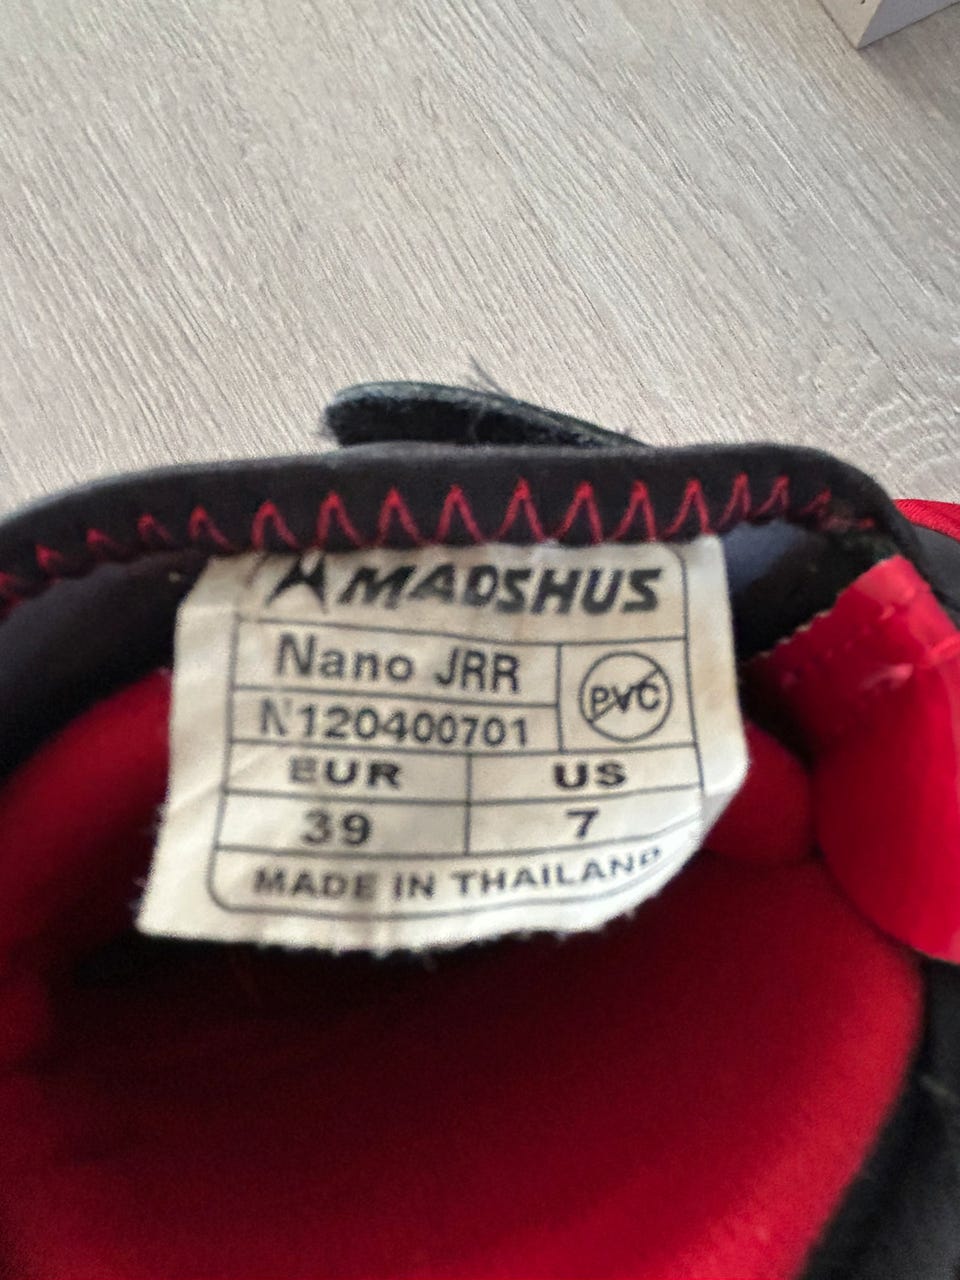 MADSHUS
Nano JRR
PVC
N120400701
EUR US
39 7
MADE IN THAILAND